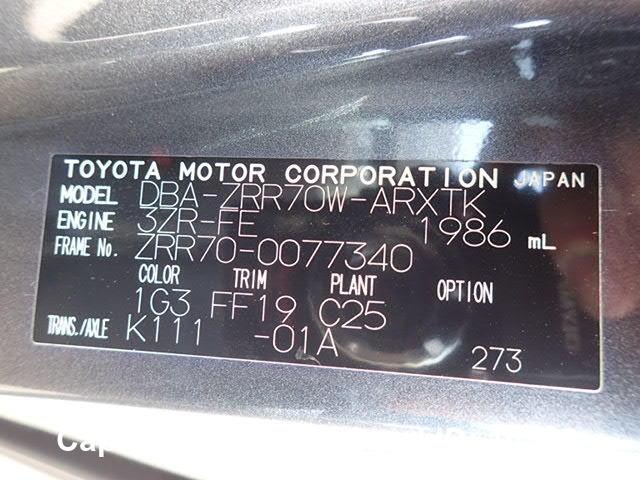 TOYOTA MOTOR CORPORATION JAPAN
MODEL DBA-ZRR70W-ARXTK
ENGINE 3ZR-FE 1986 mL
FRAME No. ZRR70-0077340
COLOR TRIM PLANT OPTION
1G3 FF19 C25
TRANS./AXLE K111 -01A 273